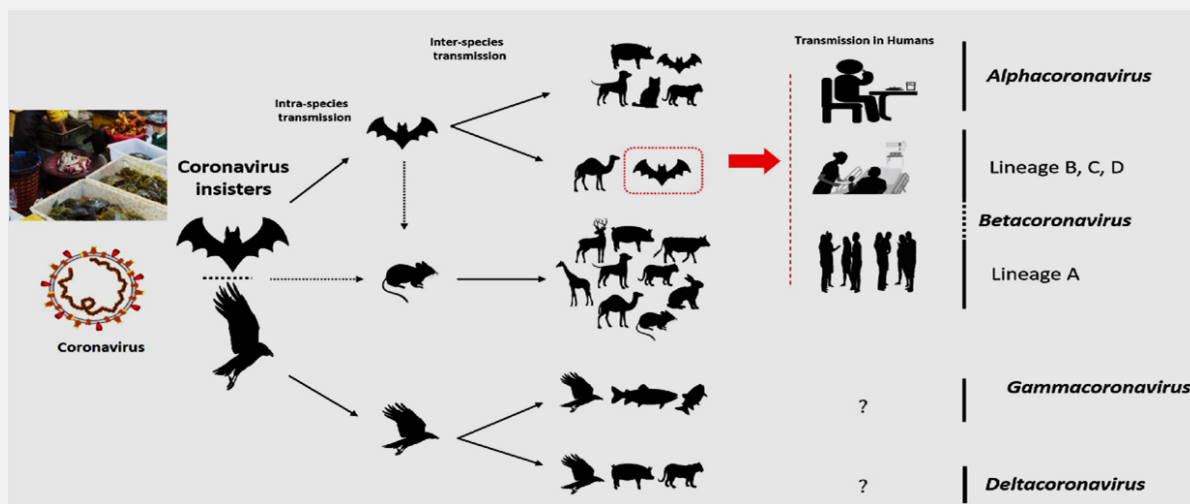 Inter-species
transmission
Transmission in Humans
Alphacoronavirus
Intra-species
transmission
Coronavirus
insisters
Lineage B, C, D
Betacoronavirus
Lineage A
Coronavirus
Gammacoronavirus
?
?
Deltacoronavirus